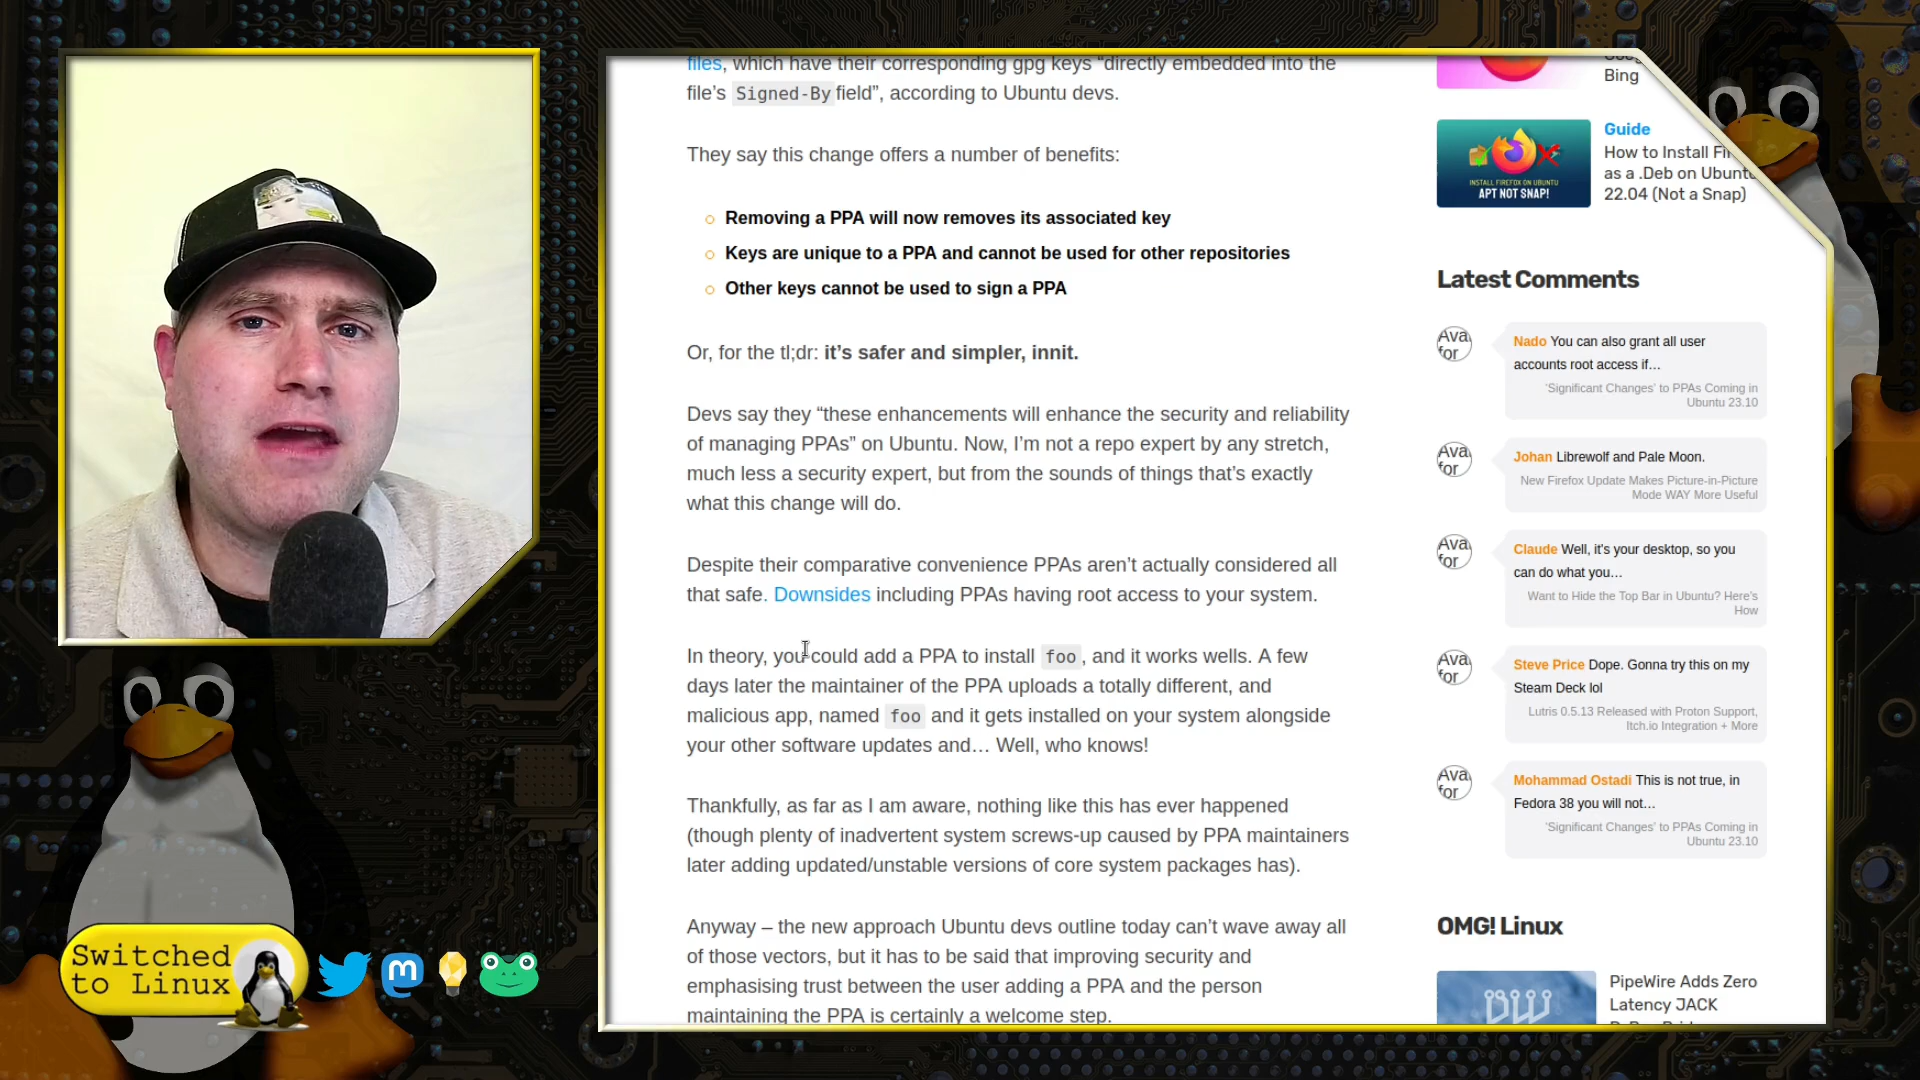 files, which have their corresponding gpg keys “directly embedded into the
file’s Signed-By field”, according to Ubuntu devs.
They say this change offers a number of benefits:
Removing a PPA will now removes its associated key
Keys are unique to a PPA and cannot be used for other repositories
Other keys cannot be used to sign a PPA
Or, for the tl;dr: it’s safer and simpler, innit.
Devs say they “these enhancements will enhance the security and reliability
of managing PPAs” on Ubuntu. Now, I’m not a repo expert by any stretch,
much less a security expert, but from the sounds of things that’s exactly
what this change will do.
Despite their comparative convenience PPAs aren’t actually considered all
that safe. Downsides including PPAs having root access to your system.
In theory, you could add a PPA to install foo, and it works wells. A few
days later the maintainer of the PPA uploads a totally different, and
malicious app, named foo and it gets installed on your system alongside
your other software updates and… Well, who knows!
Thankfully, as far as I am aware, nothing like this has ever happened
(though plenty of inadvertent system screws-up caused by PPA maintainers
later adding updated/unstable versions of core system packages has).
Anyway – the new approach Ubuntu devs outline today can’t wave away all
of those vectors, but it has to be said that improving security and
emphasising trust between the user adding a PPA and the person
maintaining the PPA is certainly a welcome step.
Bing
INSTALL FIREFOX ON UBUNTU
APT NOT SNAP!
Guide
How to Install
as a .Deb on Ubuntu
22.04 (Not a Snap)
Latest Comments
Ava
for
Nado You can also grant all user
accounts root access if…
‘Significant Changes’ to PPAs Coming in
Ubuntu 23.10
Ava
for
Johan Librewolf and Pale Moon.
New Firefox Update Makes Picture-in-Picture
Mode WAY More Useful
Ava
for
Claude Well, it’s your desktop, so you
can do what you…
Want to Hide the Top Bar in Ubuntu? Here’s
How
Ava
for
Steve Price Dope. Gonna try this on my
Steam Deck lol
Lutris 0.5.13 Released with Proton Support,
Itch.io Integration + More
Ava
for
Mohammad Ostadi This is not true, in
Fedora 38 you will not…
‘Significant Changes’ to PPAs Coming in
Ubuntu 23.10
OMG! Linux
PipeWire Adds Zero
Latency JACK
Switched
to Linux